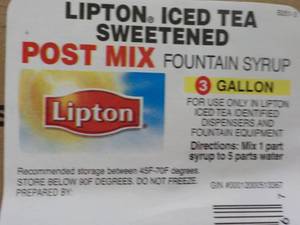 LIPTON® ICED TEA
SWEETENED
POST MIX FOUNTAIN SYRUP
3 GALLON
Lipton
FOR USE ONLY IN LIPTON
ICED TEA IDENTIFIED
DISPENSERS AND
FOUNTAIN EQUIPMENT
Directions: Mix 1 part
syrup to 5 parts water
Recommended storage between 45F-70F degrees.
STORE BELOW 90F DEGREES. DO NOT FREEZE.
PREPARED BY:
6 7